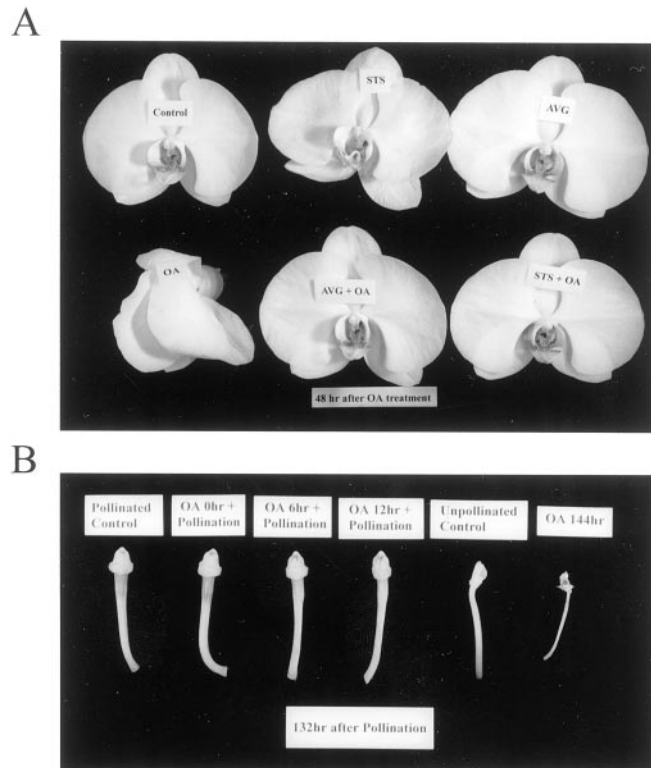 A
Control
STS
AVG
OA
AVG + OA
STS + OA
48 hr after OA treatment
B
Pollinated
Control
OA 0hr +
Pollination
OA 6hr +
Pollination
OA 12hr +
Pollination
Unpollinated
Control
OA 144hr
132hr after Pollination